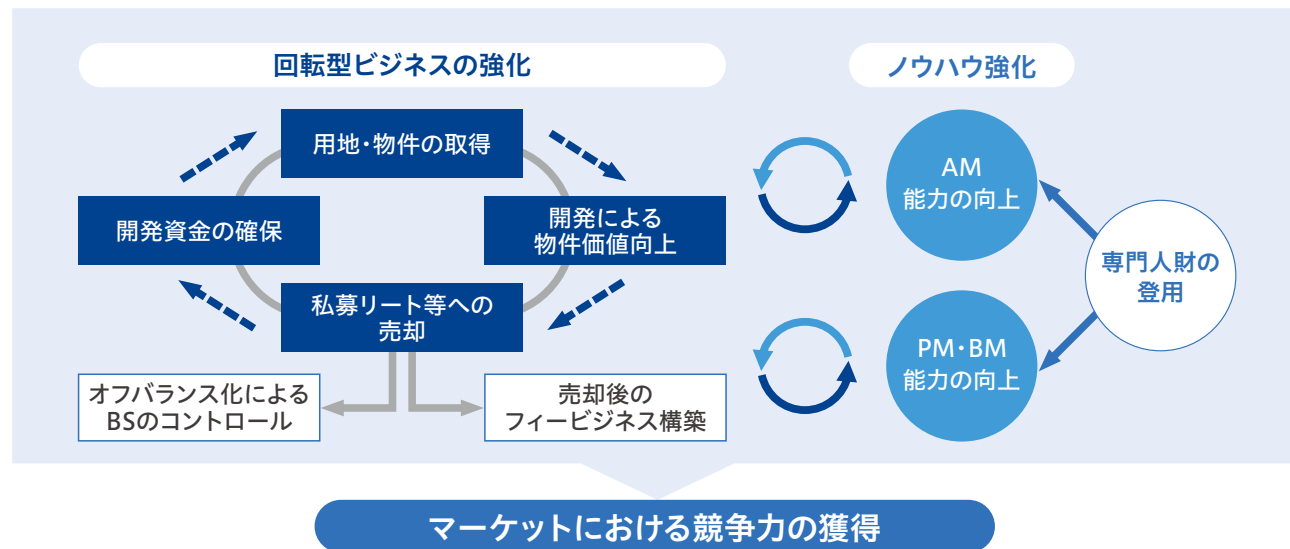 回転型ビジネスの強化
用地・物件の取得
開発資金の確保
開発による
物件価値向上
私募リート等への
売却
オフバランス化による
BSのコントロール
売却後の
フィービジネス構築
ノウハウ強化
AM
能力の向上
PM・BM
能力の向上
専門人財の
登用
マーケットにおける競争力の獲得